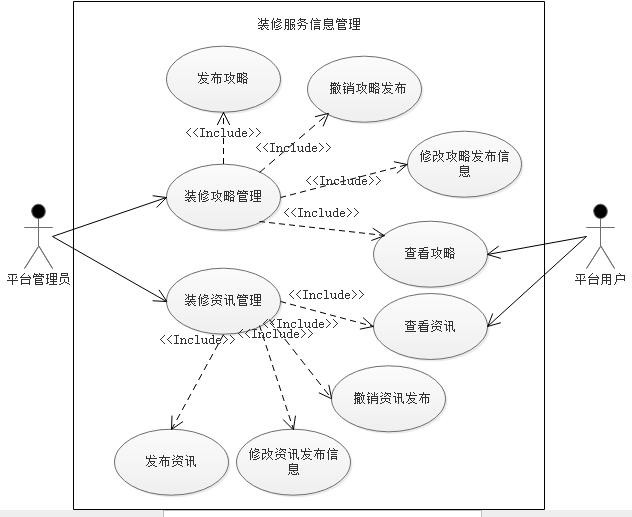 装修服务信息管理
发布攻略
撤销攻略发布
<<Include>>
<<Include>>
修改攻略发布信
息
<<Include>>
装修攻略管理
<<Include>>
查看攻略
平台管理员
平台用户
装修资讯管理
<<Include>>
查看资讯
<<Include>>
<<Include>>
<<Include>>
撤销资讯发布
发布资讯
修改资讯发布信
息